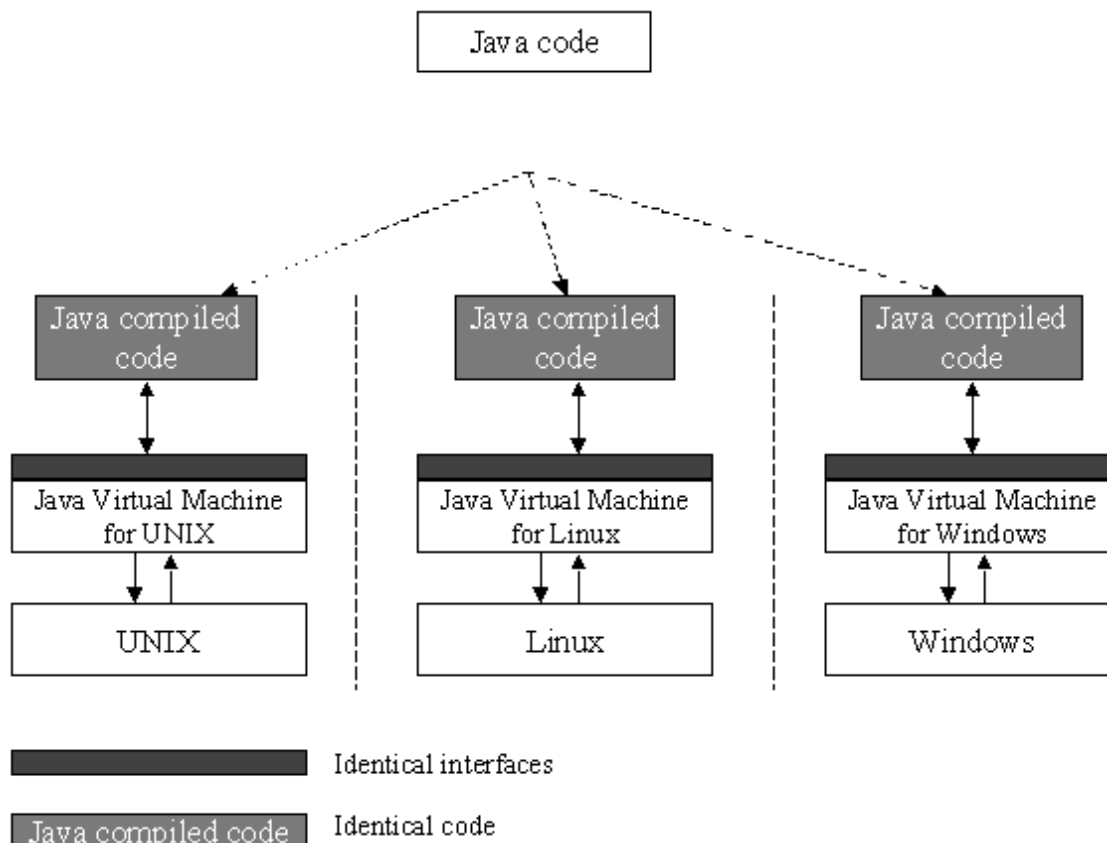 Java code
Java compiled
code
Java compiled
code
Java compiled
code
Java Virtual Machine
for UNIX
Java Virtual Machine
for Linux
Java Virtual Machine
for Windows
UNIX
Linux
Windows
Identical interfaces
Java compiled code
Identical code